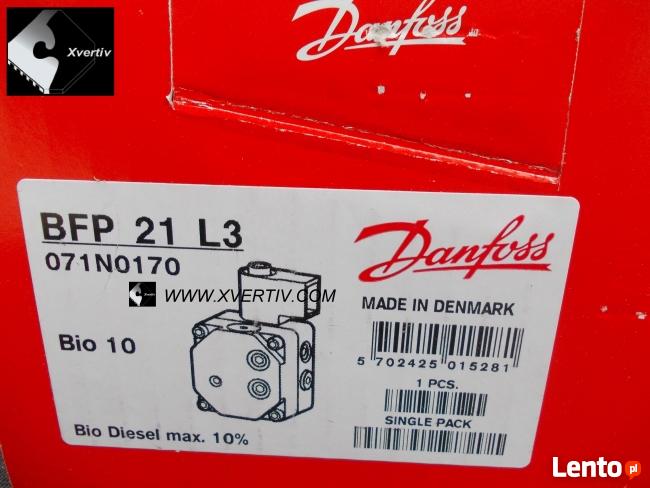 Xvertiv
Danfoss
BFP 21 L3
071N0170
Danfoss
WWW.XVERTIV.COM
MADE IN DENMARK
Bio 10
5 702425 015281
1 PCS.
SINGLE PACK
Bio Diesel max. 10%
Lento.pl